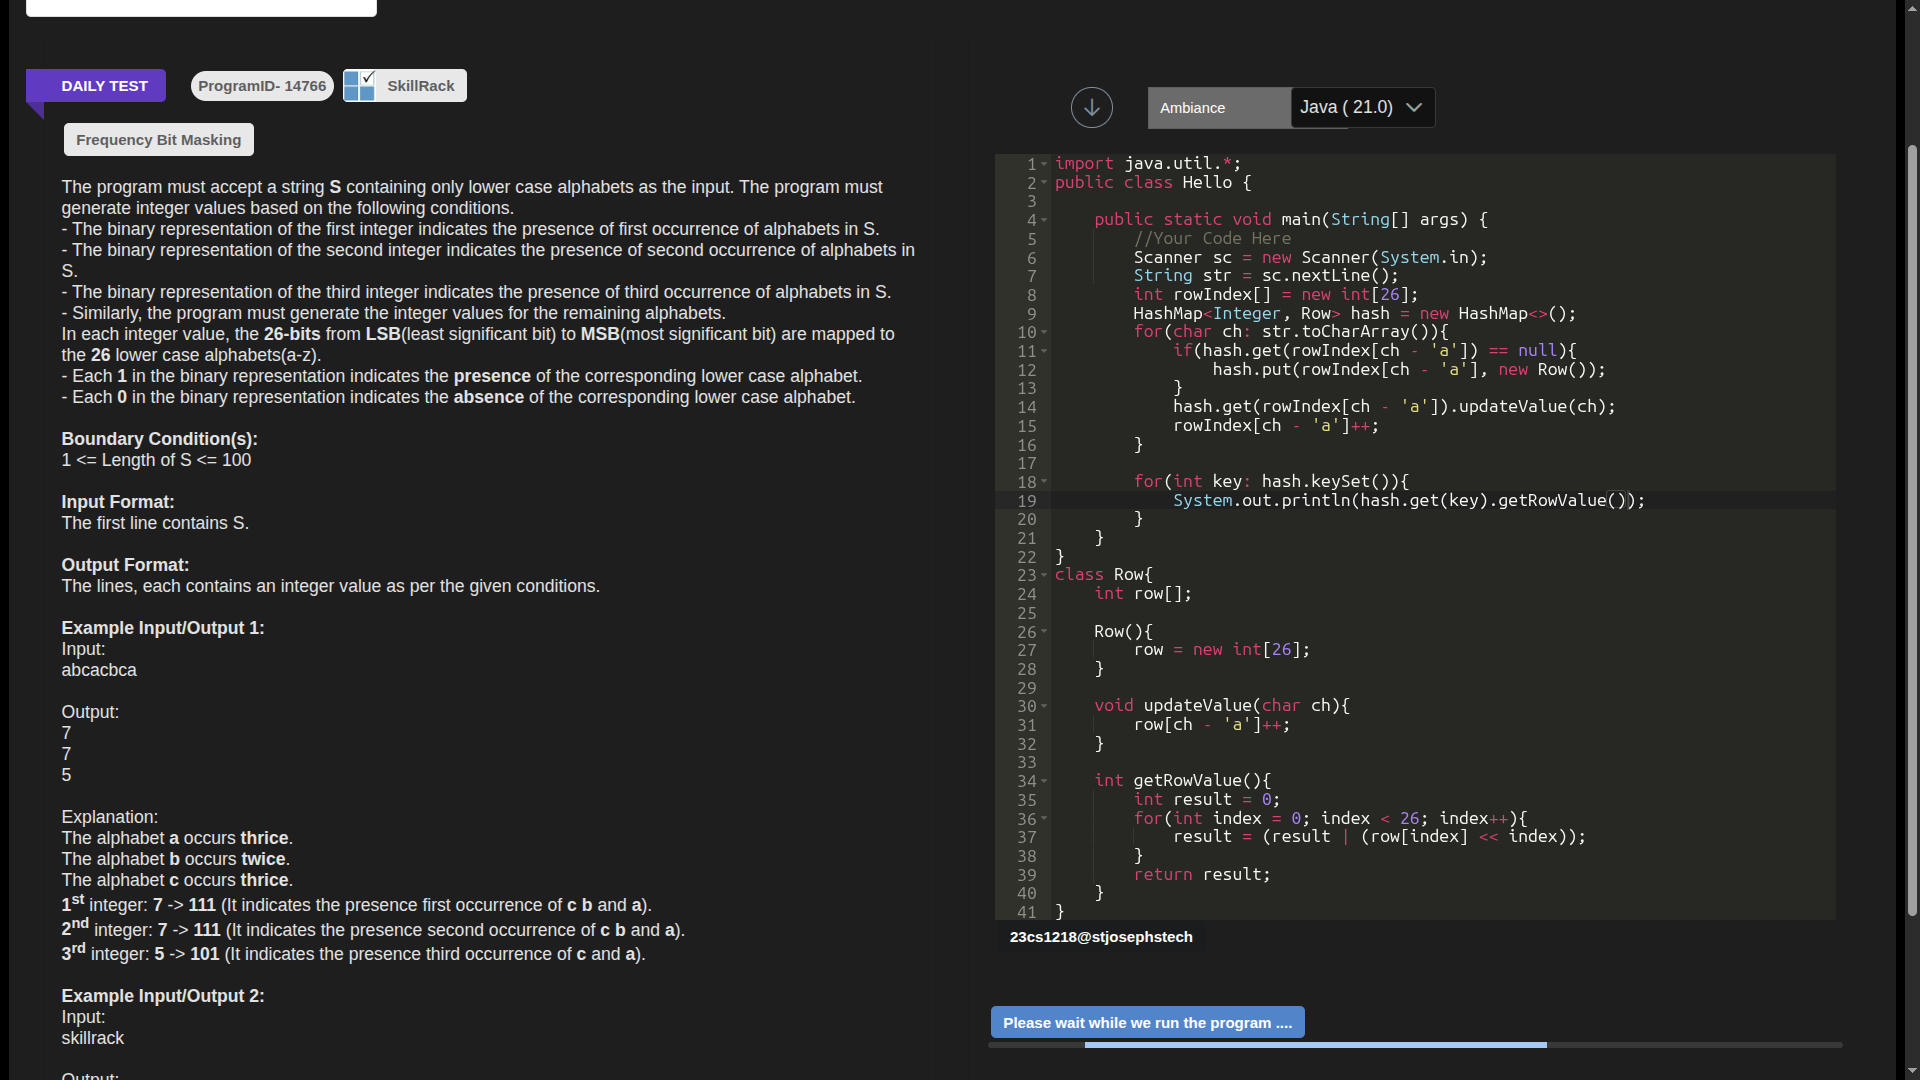 DAILY TEST
ProgramID- 14766
SkillRack
Frequency Bit Masking
The program must accept a string S containing only lower case alphabets as the input. The program must
generate integer values based on the following conditions.
- The binary representation of the first integer indicates the presence of first occurrence of alphabets in S.
- The binary representation of the second integer indicates the presence of second occurrence of alphabets in
S.
- The binary representation of the third integer indicates the presence of third occurrence of alphabets in S.
- Similarly, the program must generate the integer values for the remaining alphabets.
In each integer value, the 26-bits from LSB(least significant bit) to MSB(most significant bit) are mapped to
the 26 lower case alphabets(a-z).
- Each 1 in the binary representation indicates the presence of the corresponding lower case alphabet.
- Each 0 in the binary representation indicates the absence of the corresponding lower case alphabet.
Boundary Condition(s):
1 <= Length of S <= 100
Input Format:
The first line contains S.
Output Format:
The lines, each contains an integer value as per the given conditions.
Example Input/Output 1:
Input:
abcacbca
Output:
7
7
5
Explanation:
The alphabet a occurs thrice.
The alphabet b occurs twice.
The alphabet c occurs thrice.
1st integer: 7 -> 111 (It indicates the presence first occurrence of c b and a).
2nd integer: 7 -> 111 (It indicates the presence second occurrence of c b and a).
3rd integer: 5 -> 101 (It indicates the presence third occurrence of c and a).
Example Input/Output 2:
Input:
skillrack
Output:
Ambiance
Java ( 21.0)
1 import java.util.*;
2 public class Hello {
3
4     public static void main(String[] args) {
5         //Your Code Here
6         Scanner sc = new Scanner(System.in);
7         String str = sc.nextLine();
8         int rowIndex[] = new int[26];
9         HashMap<Integer, Row> hash = new HashMap<>();
10         for(char ch: str.toCharArray()){
11             if(hash.get(rowIndex[ch - 'a']) == null){
12                 hash.put(rowIndex[ch - 'a'], new Row());
13             }
14             hash.get(rowIndex[ch - 'a']).updateValue(ch);
15             rowIndex[ch - 'a']++;
16         }
17
18         for(int key: hash.keySet()){
19             System.out.println(hash.get(key).getRowValue());
20         }
21     }
22 }
23 class Row{
24     int row[];
25
26     Row(){
27         row = new int[26];
28     }
29
30     void updateValue(char ch){
31         row[ch - 'a']++;
32     }
33
34     int getRowValue(){
35         int result = 0;
36         for(int index = 0; index < 26; index++){
37             result = (result | (row[index] << index));
38         }
39         return result;
40     }
41 }
23cs1218@stjosephstech
Please wait while we run the program ....